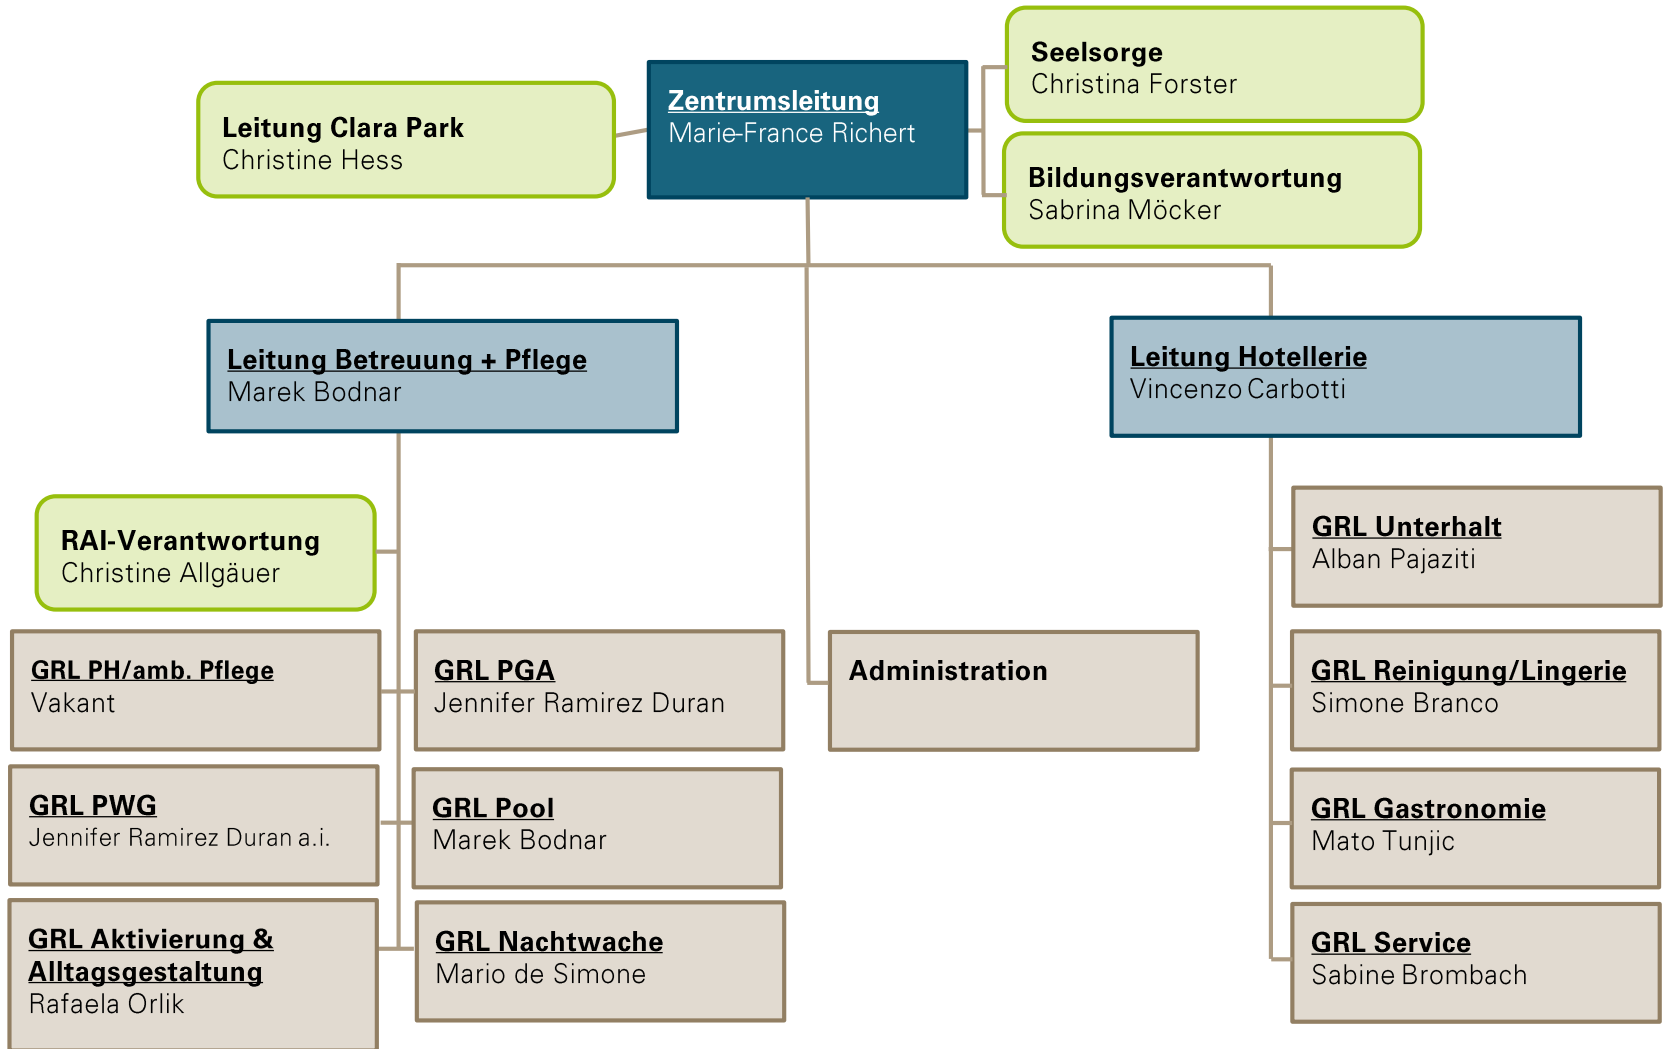 Seelsorge
Christina Forster
Zentrumsleitung
Marie-France Richert
Leitung Clara Park
Christine Hess
Bildungsverantwortung
Sabrina Möcker
Leitung Betreuung + Pflege
Marek Bodnar
Leitung Hotellerie
Vincenzo Carbotti
RAI-Verantwortung
Christine Allgäuer
GRL Unterhalt
Alban Pajaziti
GRL PH/amb. Pflege
Vakant
GRL PGA
Jennifer Ramirez Duran
Administration
GRL Reinigung/Lingerie
Simone Branco
GRL PWG
Jennifer Ramirez Duran a.i.
GRL Pool
Marek Bodnar
GRL Gastronomie
Mato Tunjic
GRL Aktivierung &
Alltagsgestaltung
Rafaela Orlik
GRL Nachtwache
Mario de Simone
GRL Service
Sabine Brombach